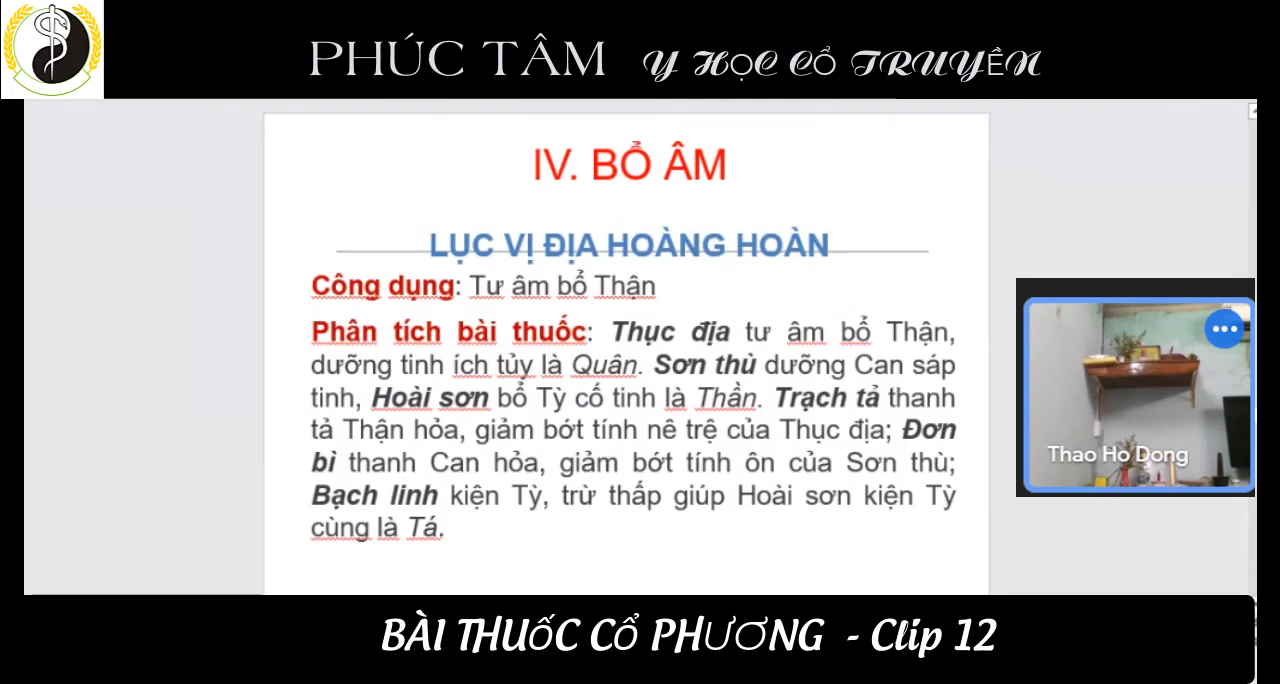 PHÚC TÂM Y HỌC CỔ TRUYỀN
IV. BỔ ÂM
LỤC VỊ ĐỊA HOÀNG HOÀN
Công dụng: Tư âm bổ Thận
Phân tích bài thuốc: Thục địa tư âm bổ Thận,
dưỡng tinh ích tủy là Quân. Sơn thù dưỡng Can sáp
tinh, Hoài sơn bổ Tỳ cố tinh là Thần. Trạch tả thanh
tả Thận hỏa, giảm bớt tính nê trệ của Thục địa; Đơn
bì thanh Can hỏa, giảm bớt tính ôn của Sơn thù;
Bạch linh kiện Tỳ, trừ thấp giúp Hoài sơn kiện Tỳ
cùng là Tá.
Thao Ho Dong
BÀI THUỐC CỔ PHƯƠNG - Clip 12